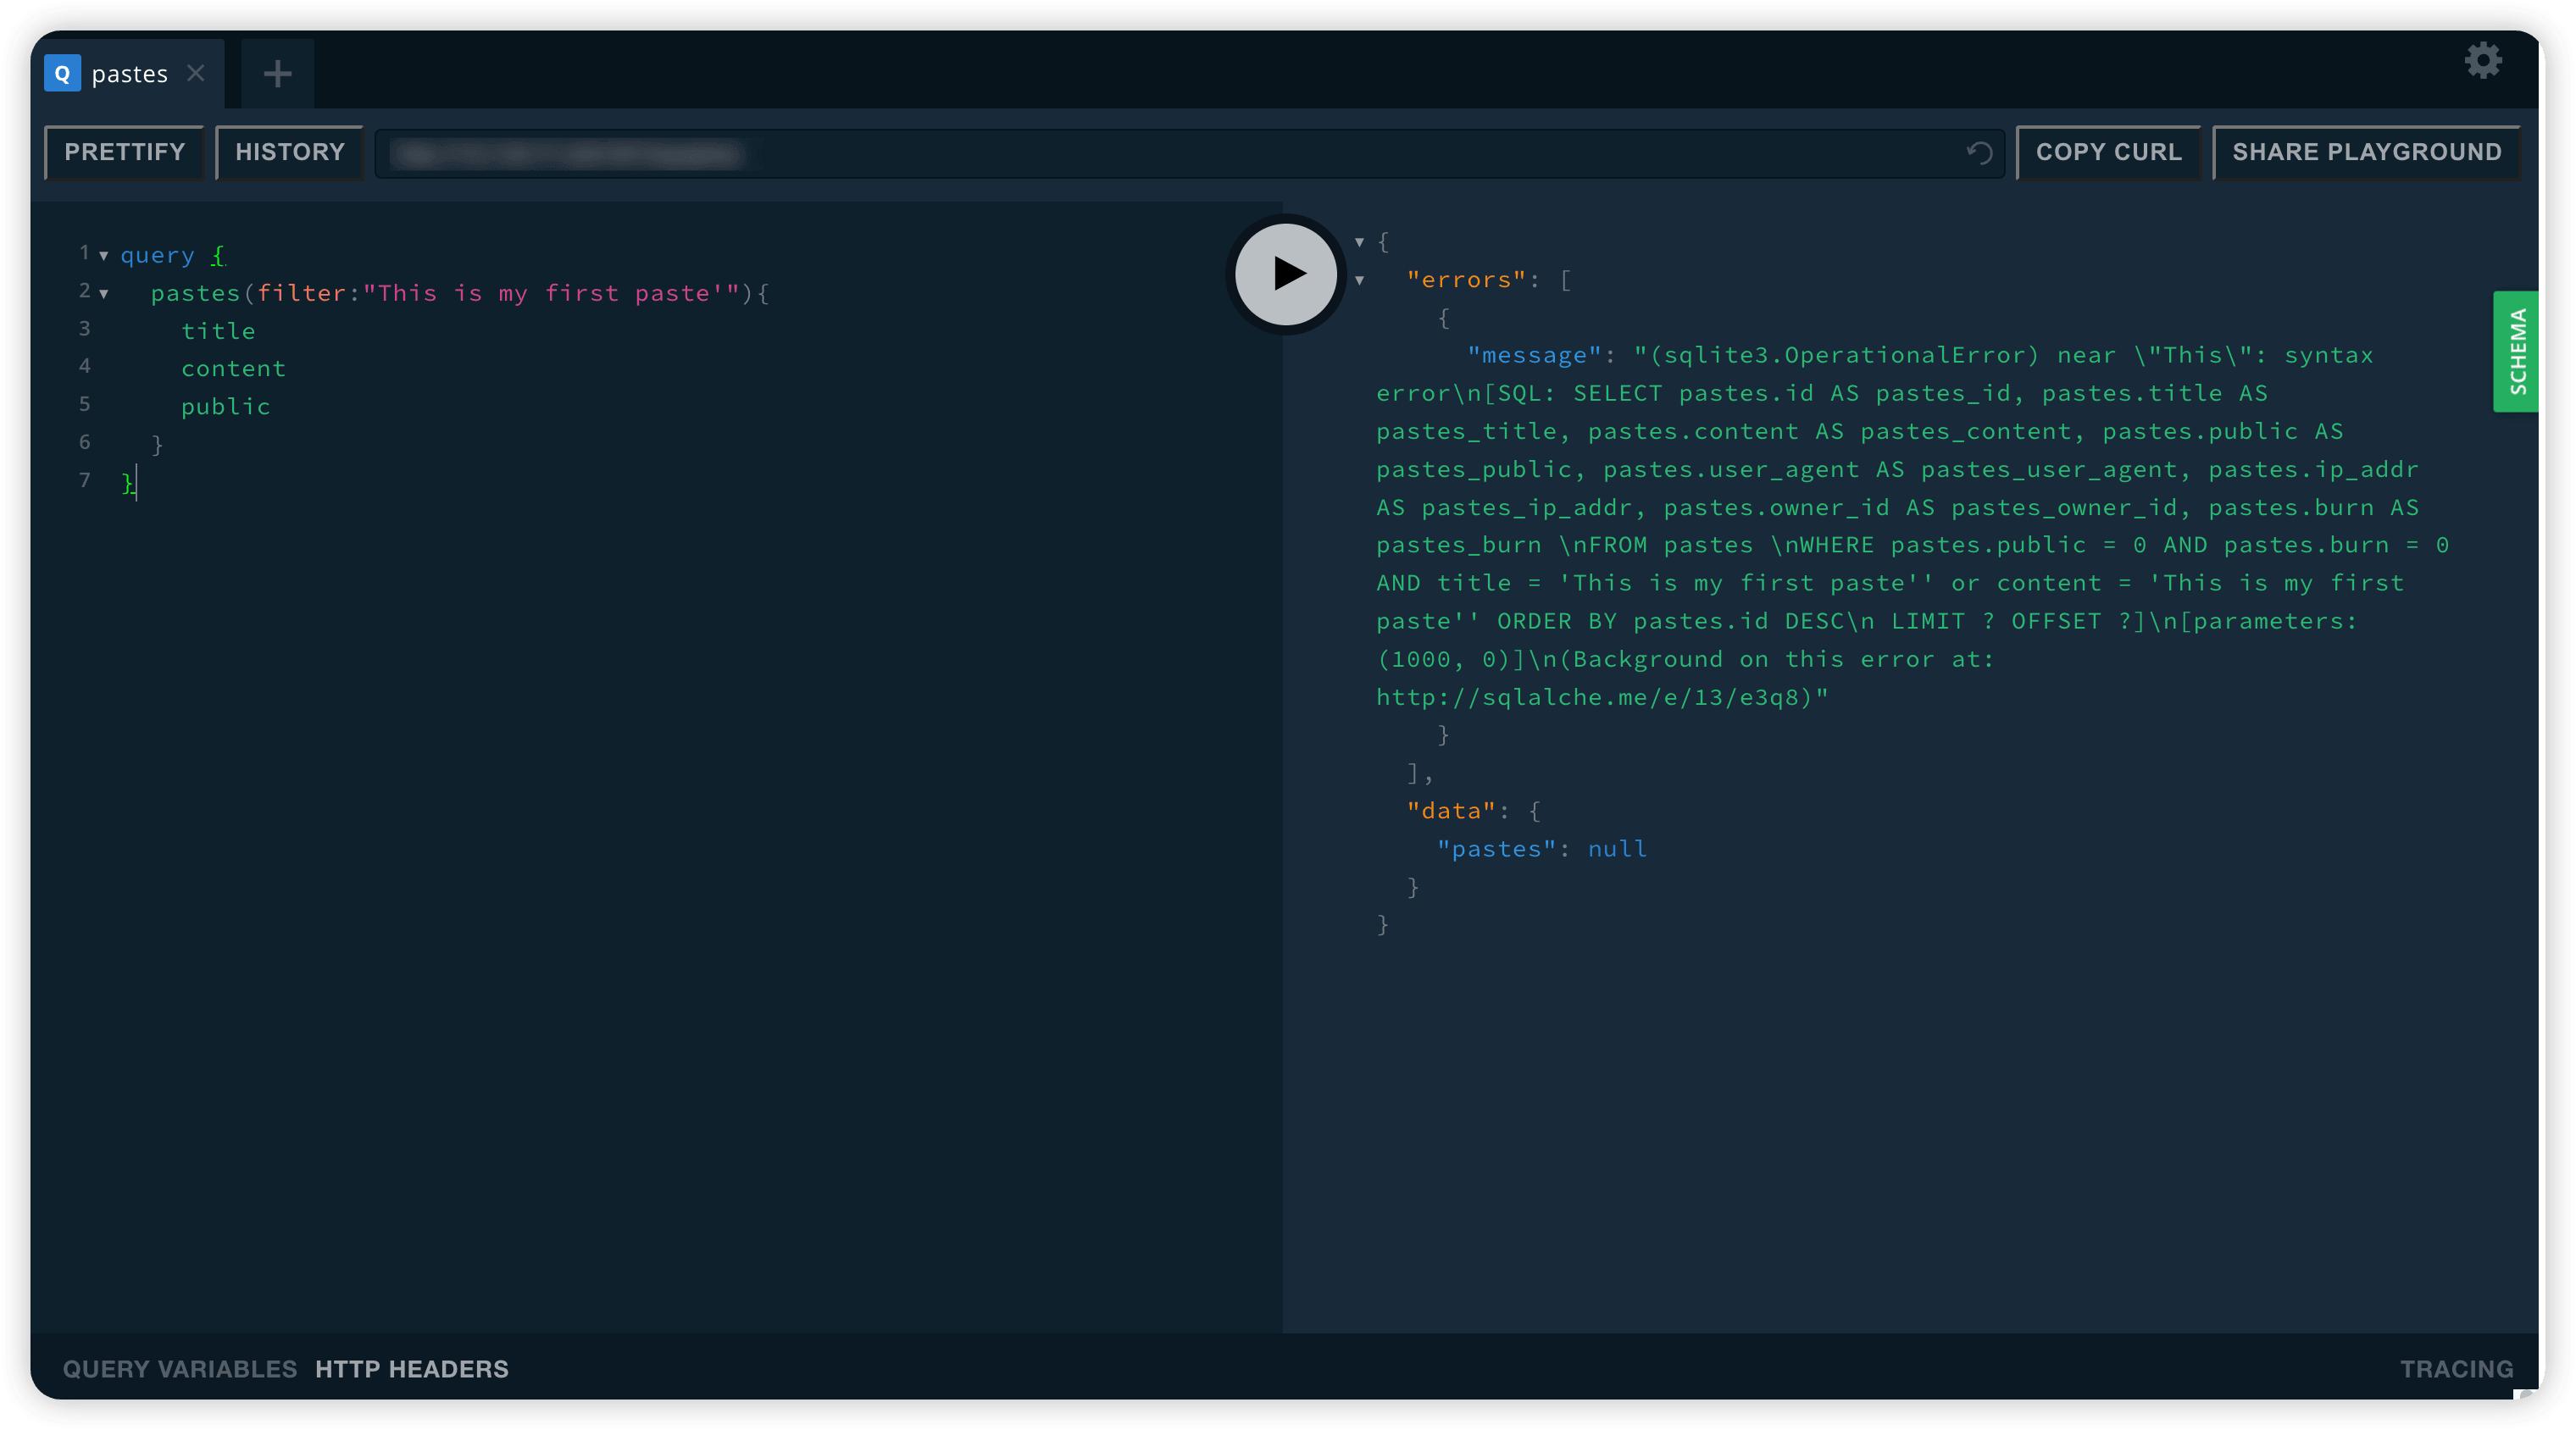 Q pastes
PRETTIFY HISTORY COPY CURL SHARE PLAYGROUND
1 query {
2 pastes(filter:"This is my first paste'"){
3 title
4 content
5 public
6 }
7 }
{
"errors": [
{
"message": "(sqlite3.OperationalError) near \"This\": syntax
error\n[SQL: SELECT pastes.id AS pastes_id, pastes.title AS
pastes_title, pastes.content AS pastes_content, pastes.public AS
pastes_public, pastes.user_agent AS pastes_user_agent, pastes.ip_addr
AS pastes_ip_addr, pastes.owner_id AS pastes_owner_id, pastes.burn AS
pastes_burn \nFROM pastes \nWHERE pastes.public = 0 AND pastes.burn = 0
AND title = 'This is my first paste'' or content = 'This is my first
paste'' ORDER BY pastes.id DESC\n LIMIT ? OFFSET ?]\n[parameters:
(1000, 0)]\n(Background on this error at:
http://sqlalche.me/e/13/e3q8)"
}
],
"data": {
"pastes": null
}
}
SCHEMA
QUERY VARIABLES HTTP HEADERS TRACING